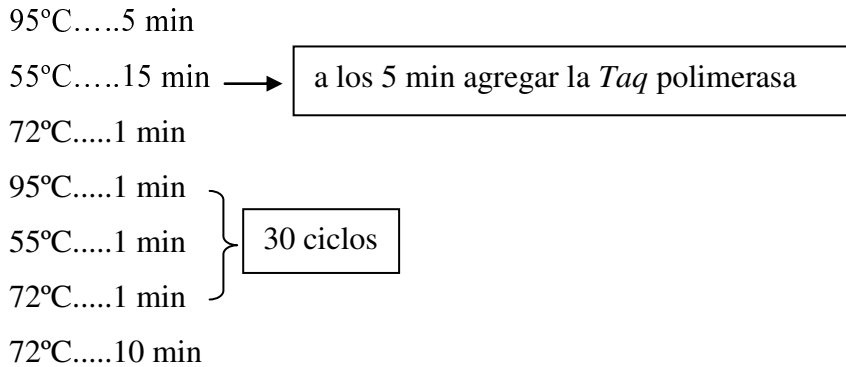 95ºC.....5 min
55ºC.....15 min a los 5 min agregar la Taq polimerasa
72ºC.....1 min
95ºC.....1 min
55ºC.....1 min 30 ciclos
72ºC.....1 min
72ºC.....10 min